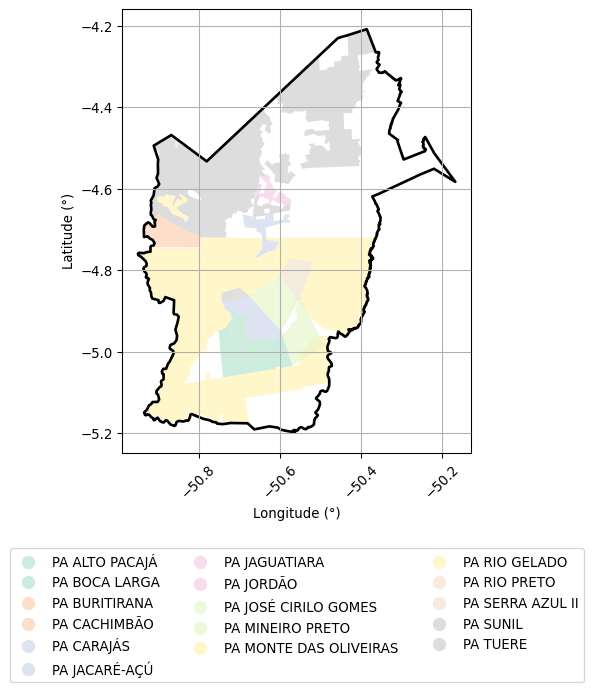 −4.2
−4.4
−4.6
−4.8
−5.0
−5.2
Latitude (°)
−50.8
−50.6
−50.4
−50.2
Longitude (°)
PA ALTO PACAJÁ
PA BOCA LARGA
PA BURITIRANA
PA CACHIMBÃO
PA CARAJÁS
PA JACARÉ-AÇÚ
PA JAGUATIARA
PA JORDÃO
PA JOSÉ CIRILO GOMES
PA MINEIRO PRETO
PA MONTE DAS OLIVEIRAS
PA RIO GELADO
PA RIO PRETO
PA SERRA AZUL II
PA SUNIL
PA TUERE